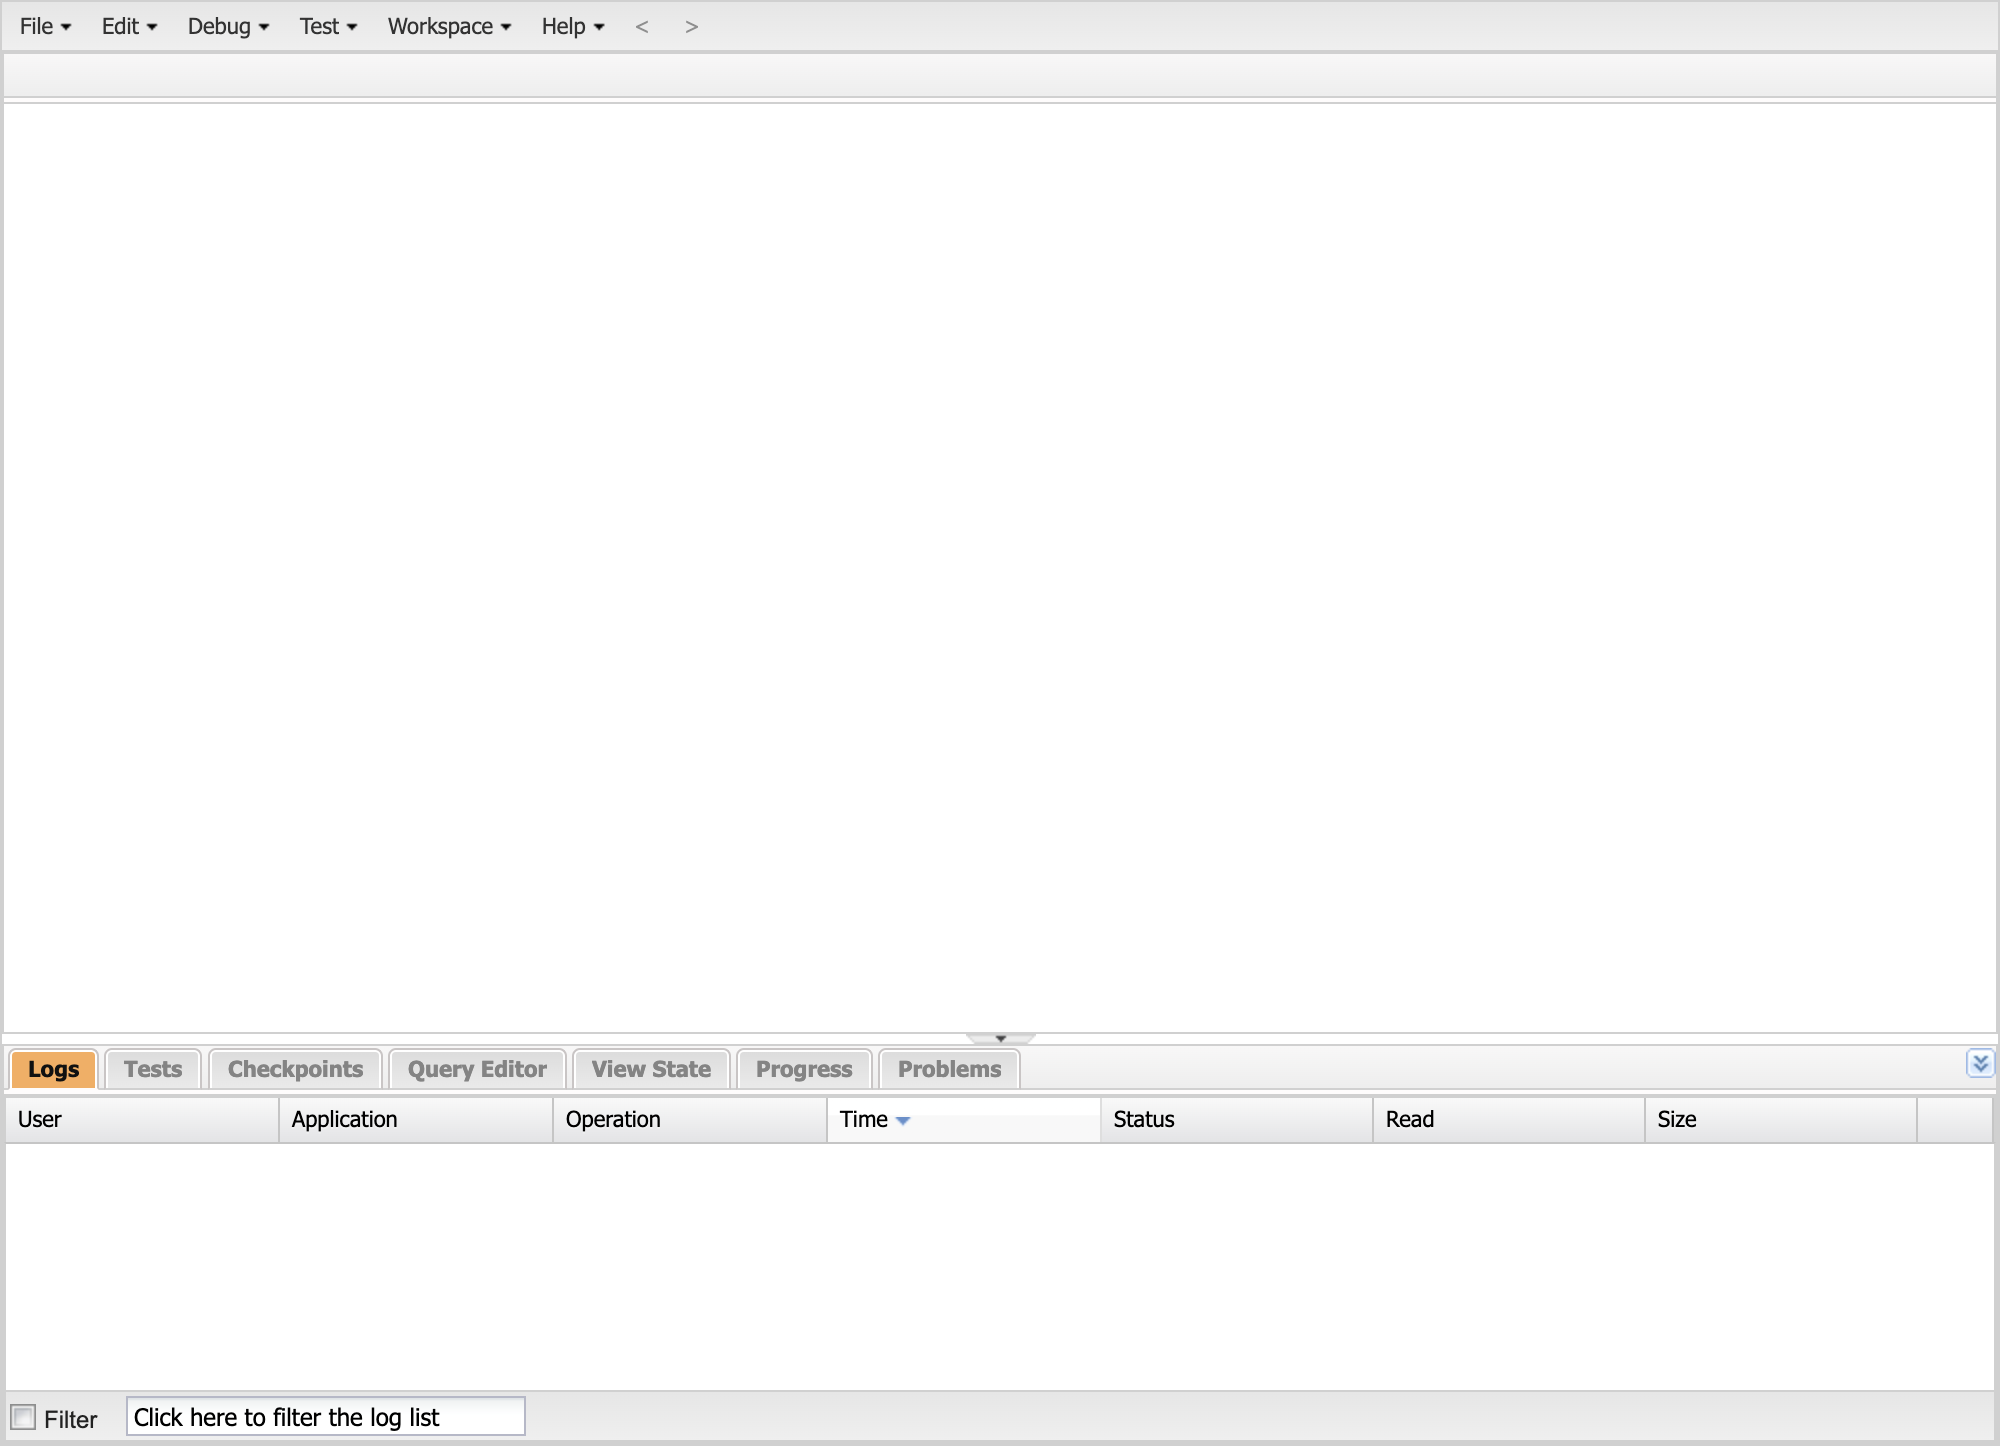 File Edit Debug Test Workspace Help < >
Logs Tests Checkpoints Query Editor View State Progress Problems
User Application Operation Time Status Read Size
Filter Click here to filter the log list